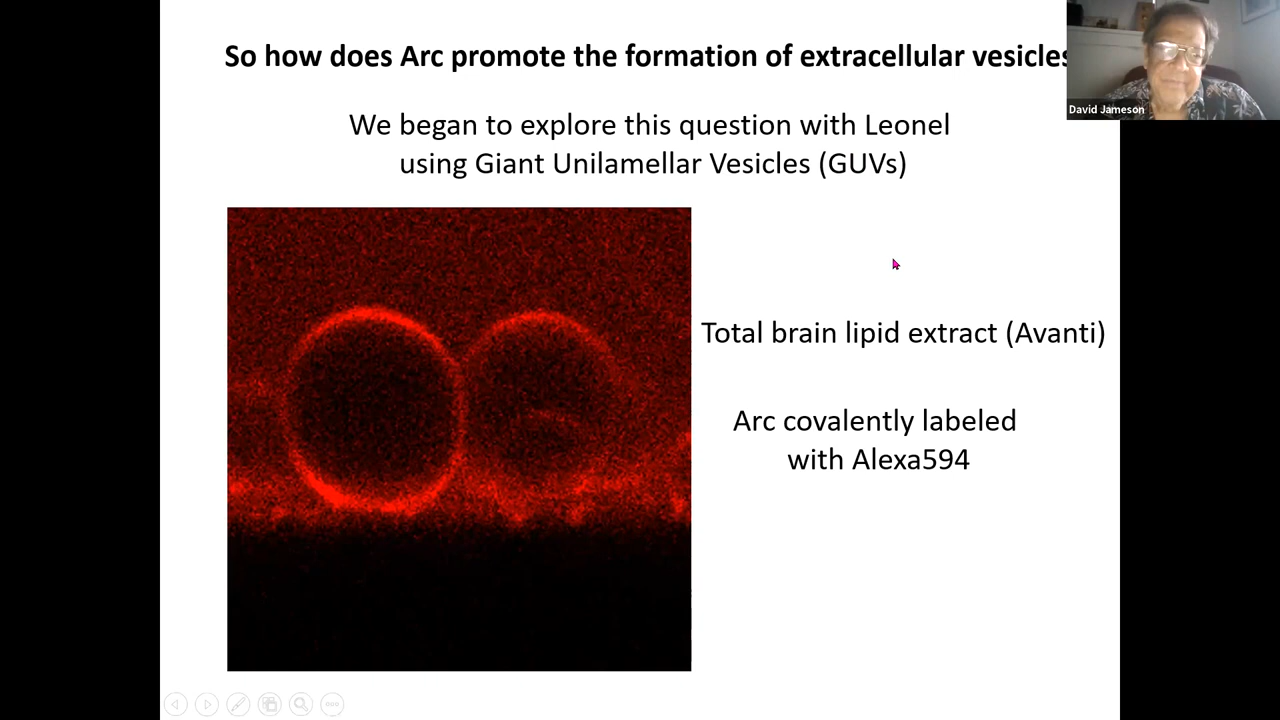 So how does Arc promote the formation of extracellular vesicles
We began to explore this question with Leonel
using Giant Unilamellar Vesicles (GUVs)
David Jameson
Total brain lipid extract (Avanti)
Arc covalently labeled
with Alexa594